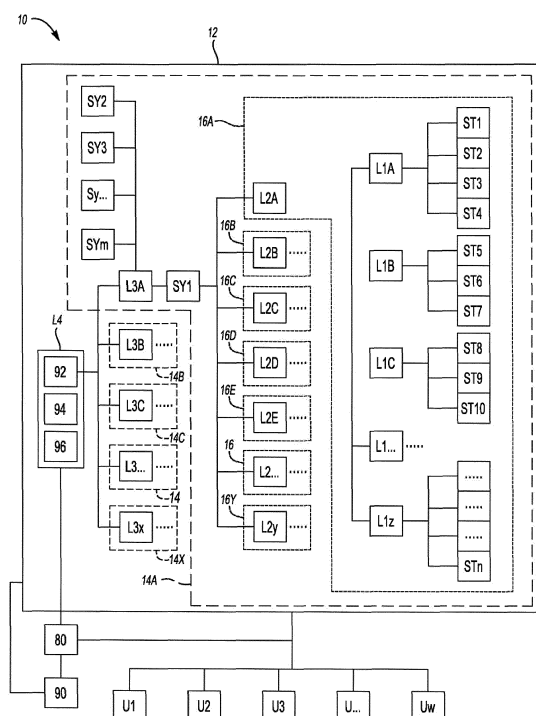 10
12
SY2
SY3
Sy...
SYm
L3A
SY1
16A
L2A
16B
L2B .....
16C
L2C .....
16D
L2D .....
16E
L2E .....
16
L2... .....
16Y
L2y .....
L1A
ST1
ST2
ST3
ST4
L1B
ST5
ST6
ST7
L1C
ST8
ST9
ST10
L1... .....
L1z
.....
.....
.....
STn
L4
92
94
96
L3B .....
14B
L3C .....
14C
L3... .....
14
L3x .....
14X
14A
80
90
U1
U2
U3
U...
Uw